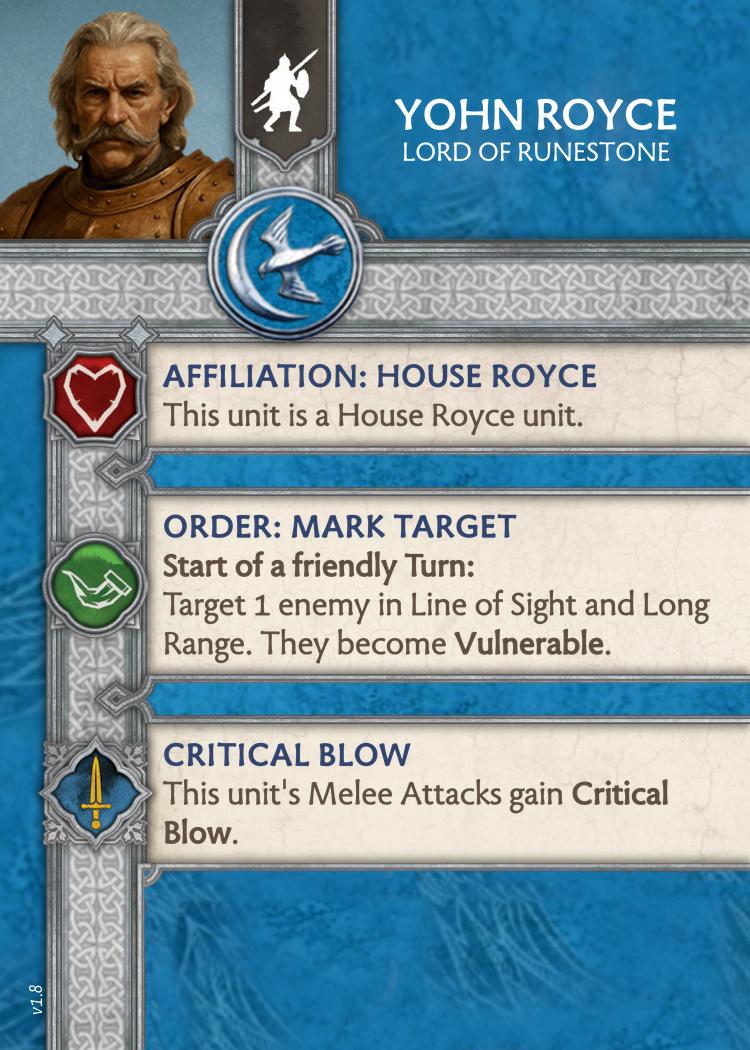 YOHN ROYCE
LORD OF RUNESTONE
AFFILIATION: HOUSE ROYCE
This unit is a House Royce unit.
ORDER: MARK TARGET
Start of a friendly Turn:
Target 1 enemy in Line of Sight and Long
Range. They become Vulnerable.
CRITICAL BLOW
This unit's Melee Attacks gain Critical
Blow.
v1.8